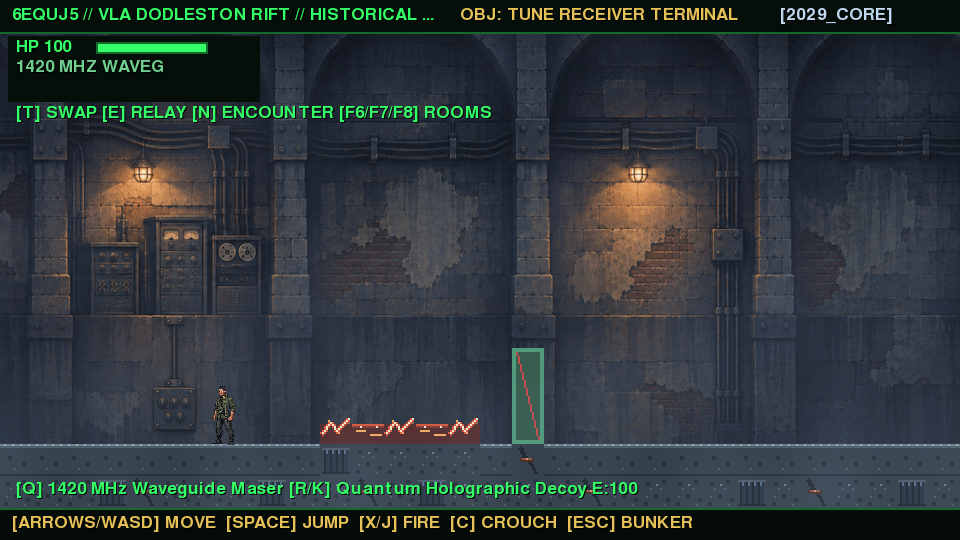 6EQUJ5 // VLA DODLESTON RIFT // HISTORICAL ... OBJ: TUNE RECEIVER TERMINAL [2029_CORE]
HP 100
1420 MHZ WAVEG
[T] SWAP [E] RELAY [N] ENCOUNTER [F6/F7/F8] ROOMS
[Q] 1420 MHz Waveguide Maser [R/K] Quantum Holographic Decoy E:100
[ARROWS/WASD] MOVE [SPACE] JUMP [X/J] FIRE [C] CROUCH [ESC] BUNKER